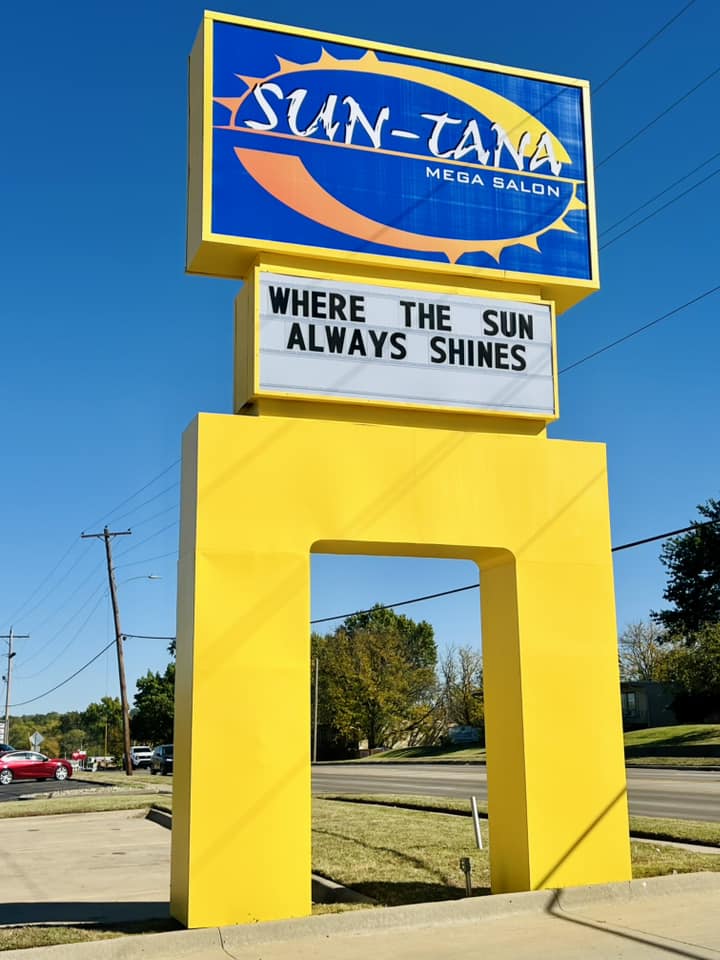 SUN-TANA
MEGA SALON
WHERE THE SUN
ALWAYS SHINES